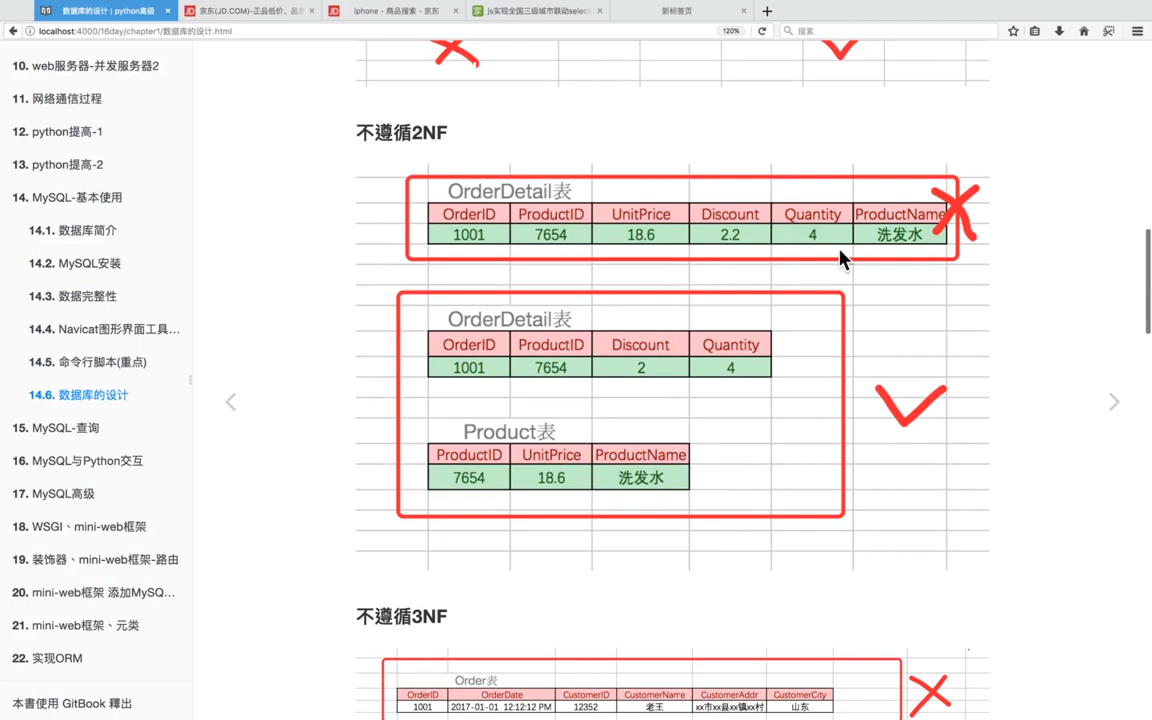 数据库的设计 | python高级
京东(JD.COM)-正品低价、品质
iphone - 商品搜索 - 京东
js实现全国三级城市联动select
新标签页
localhost:4000/16day/chapter1/数据库的设计.html
120%
搜索
10. web服务器-并发服务器2
11. 网络通信过程
12. python提高-1
13. python提高-2
14. MySQL-基本使用
14.1. 数据库简介
14.2. MySQL安装
14.3. 数据完整性
14.4. Navicat图形界面工具...
14.5. 命令行脚本(重点)
14.6. 数据库的设计
15. MySQL-查询
16. MySQL与Python交互
17. MySQL高级
18. WSGI、mini-web框架
19. 装饰器、mini-web框架-路由
20. mini-web框架 添加MySQ...
21. mini-web框架、元类
22. 实现ORM
本書使用 GitBook 釋出
不遵循2NF
OrderDetail表
OrderID ProductID UnitPrice Discount Quantity ProductName
1001 7654 18.6 2.2 4 洗发水
OrderDetail表
OrderID ProductID Discount Quantity
1001 7654 2 4
Product表
ProductID UnitPrice ProductName
7654 18.6 洗发水
不遵循3NF
Order表
OrderID OrderDate CustomerID CustomerName CustomerAddr CustomerCity
1001 2017-01-01 12:12:12 PM 12352 老王 xx市xx县xx镇xx村 山东